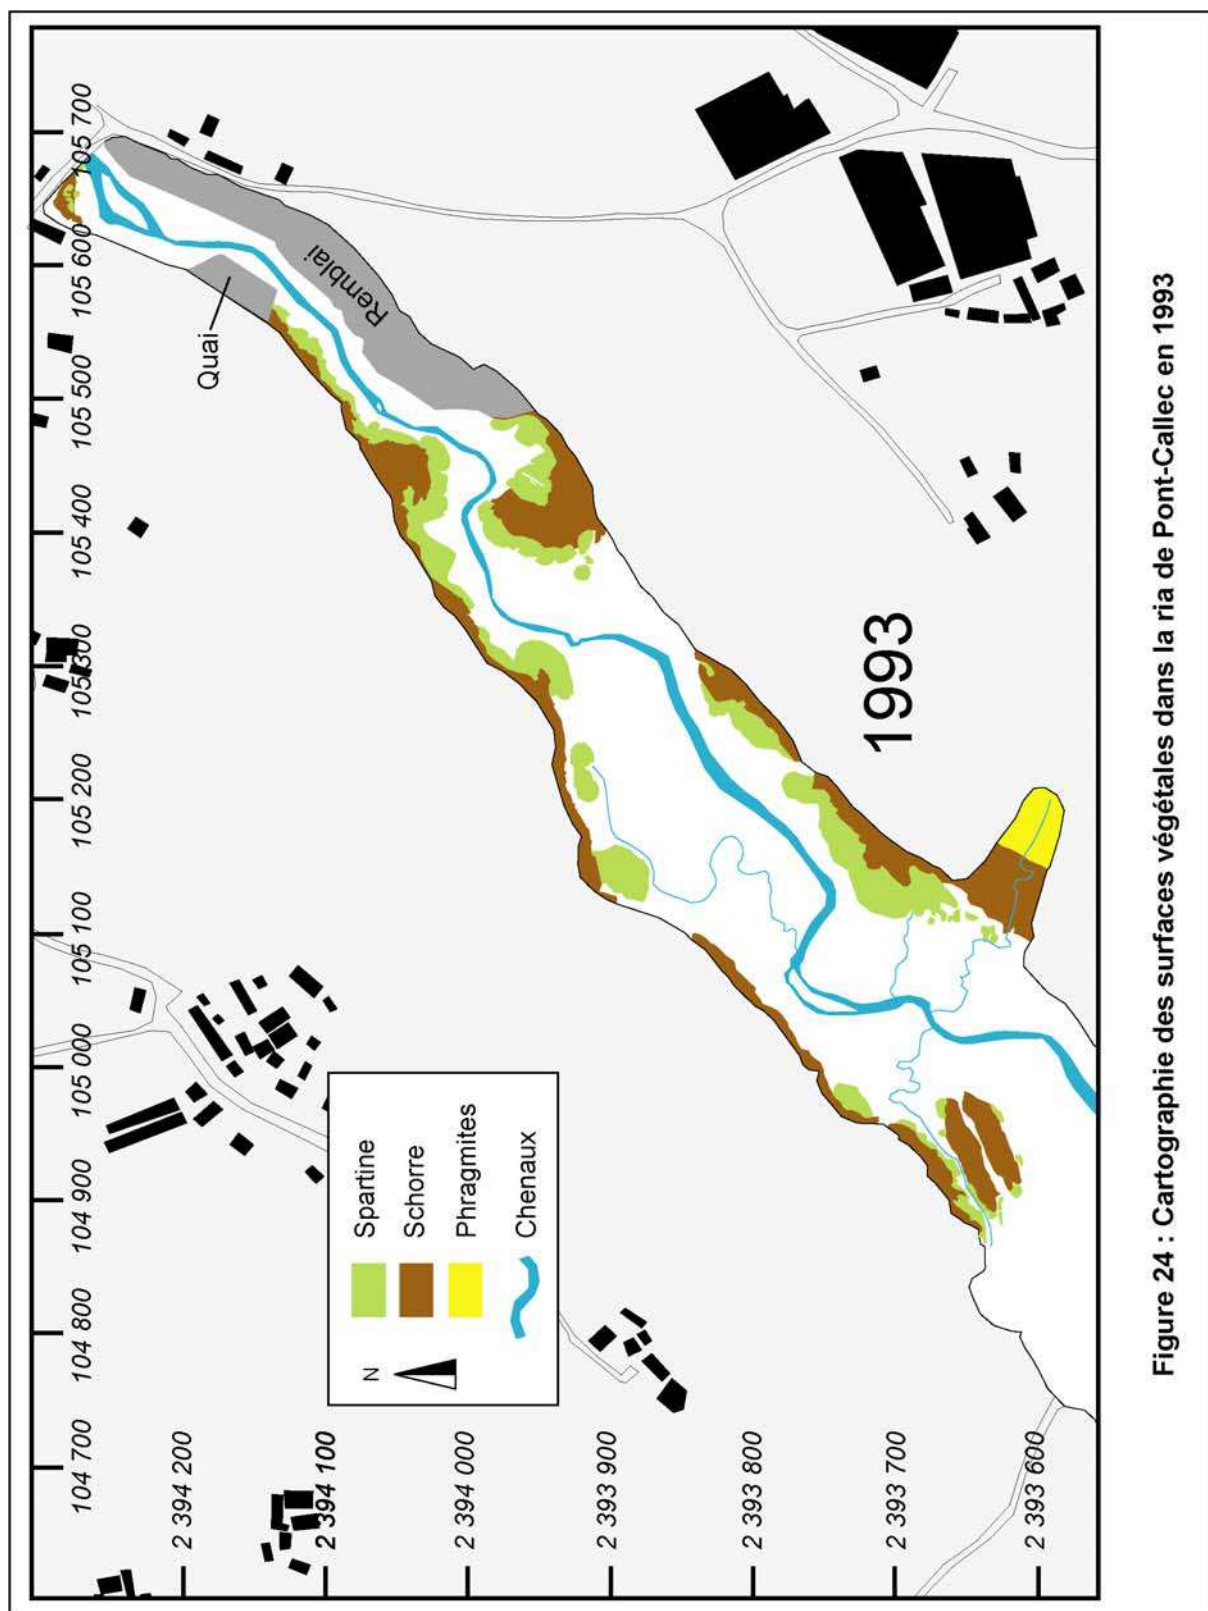 104 700
104 800
104 900
105 000
105 100
105 200
105 300
105 400
105 500
105 600
105 700
2 394 200
2 394 100
2 394 000
2 393 900
2 393 800
2 393 700
2 393 600
Quai
Remblai
N
Spartine
Schorre
Phragmites
Chenaux
1993
Figure 24 : Cartographie des surfaces végétales dans la ria de Pont-Callec en 1993